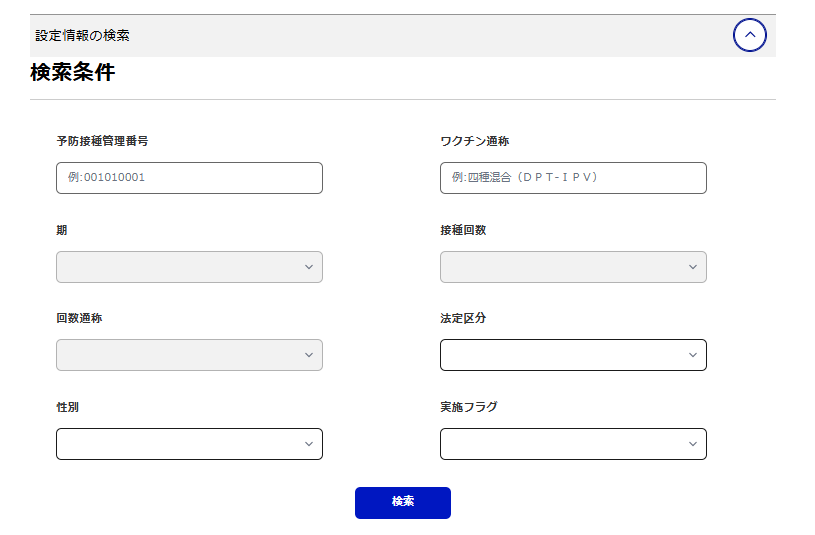 設定情報の検索
検索条件
予防接種管理番号
ワクチン通称
例:001010001
例:四種混合（ＤＰＴ-ＩＰＶ）
期
接種回数
回数通称
法定区分
性別
実施フラグ
検索